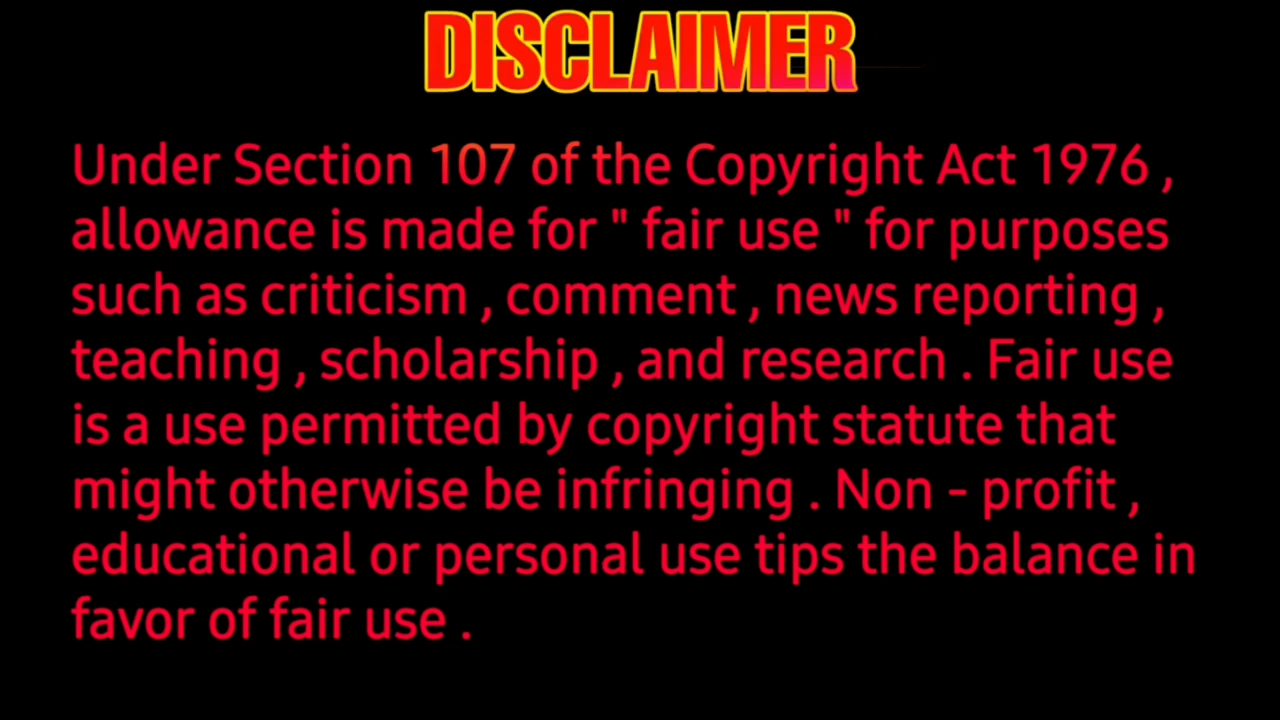 DISCLAIMER
Under Section 107 of the Copyright Act 1976 ,
allowance is made for " fair use " for purposes
such as criticism , comment , news reporting ,
teaching , scholarship , and research . Fair use
is a use permitted by copyright statute that
might otherwise be infringing . Non - profit ,
educational or personal use tips the balance in
favor of fair use .